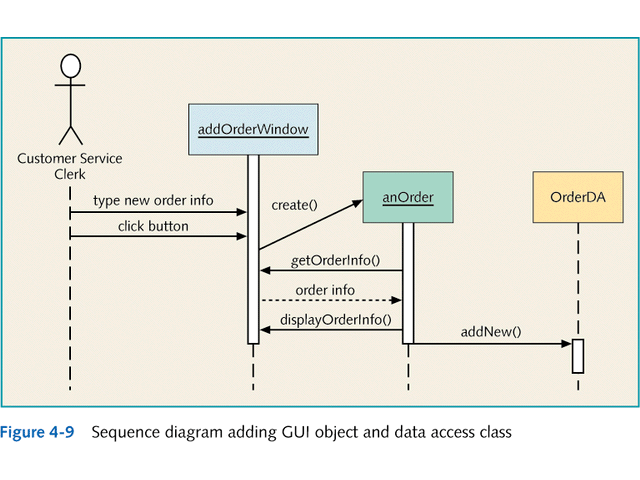 addOrderWindow
Customer Service
Clerk
type new order info
create()
anOrder
OrderDA
click button
getOrderInfo()
order info
displayOrderInfo()
addNew()
Figure 4-9 Sequence diagram adding GUI object and data access class